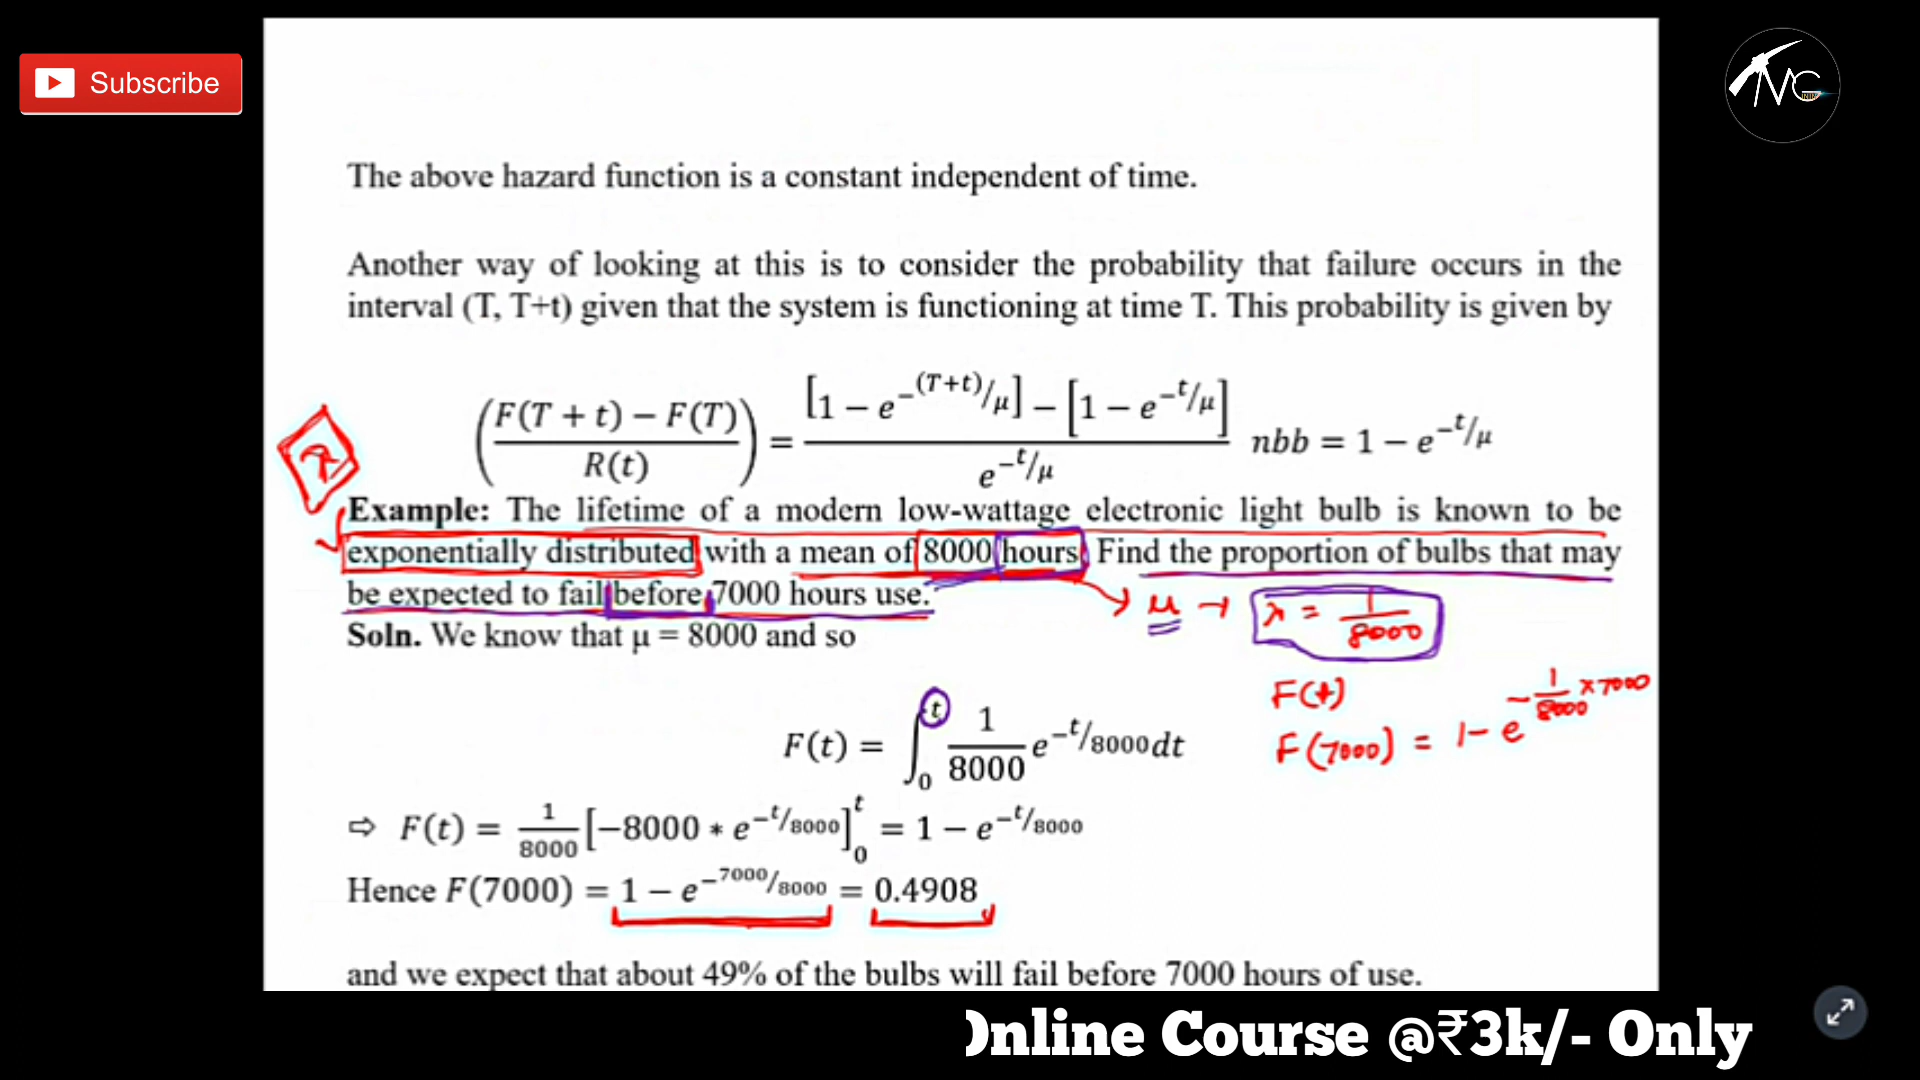 Subscribe
The above hazard function is a constant independent of time.
Another way of looking at this is to consider the probability that failure occurs in the
interval (T, T+t) given that the system is functioning at time T. This probability is given by
(F(T + t) − F(T) / R(t)) = [1 − e^−(T+t)/μ] − [1 − e^−t/μ] / e^−t/μ nbb = 1 − e^−t/μ
Example: The lifetime of a modern low-wattage electronic light bulb is known to be
exponentially distributed with a mean of 8000 hours. Find the proportion of bulbs that may
be expected to fail before 7000 hours use.
μ → λ = 1/8000
Soln. We know that μ = 8000 and so
F(t)
F(t) = ∫₀ᵗ 1/8000 e^−t/8000 dt
F(7000) = 1 − e^−1/8000 × 7000
⇨ F(t) = 1/8000 [−8000 * e^−t/8000]₀ᵗ = 1 − e^−t/8000
Hence F(7000) = 1 − e^−7000/8000 = 0.4908
and we expect that about 49% of the bulbs will fail before 7000 hours of use.
Online Course @₹3k/- Only